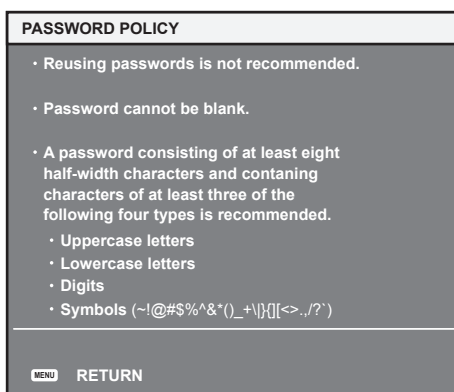 PASSWORD POLICY
・Reusing passwords is not recommended.
・Password cannot be blank.
・A password consisting of at least eight
half-width characters and contaning
characters of at least three of the
following four types is recommended.
・Uppercase letters
・Lowercase letters
・Digits
・Symbols (~!@#$%^&*()_+\|}{][<>.,/?`)
MENU RETURN